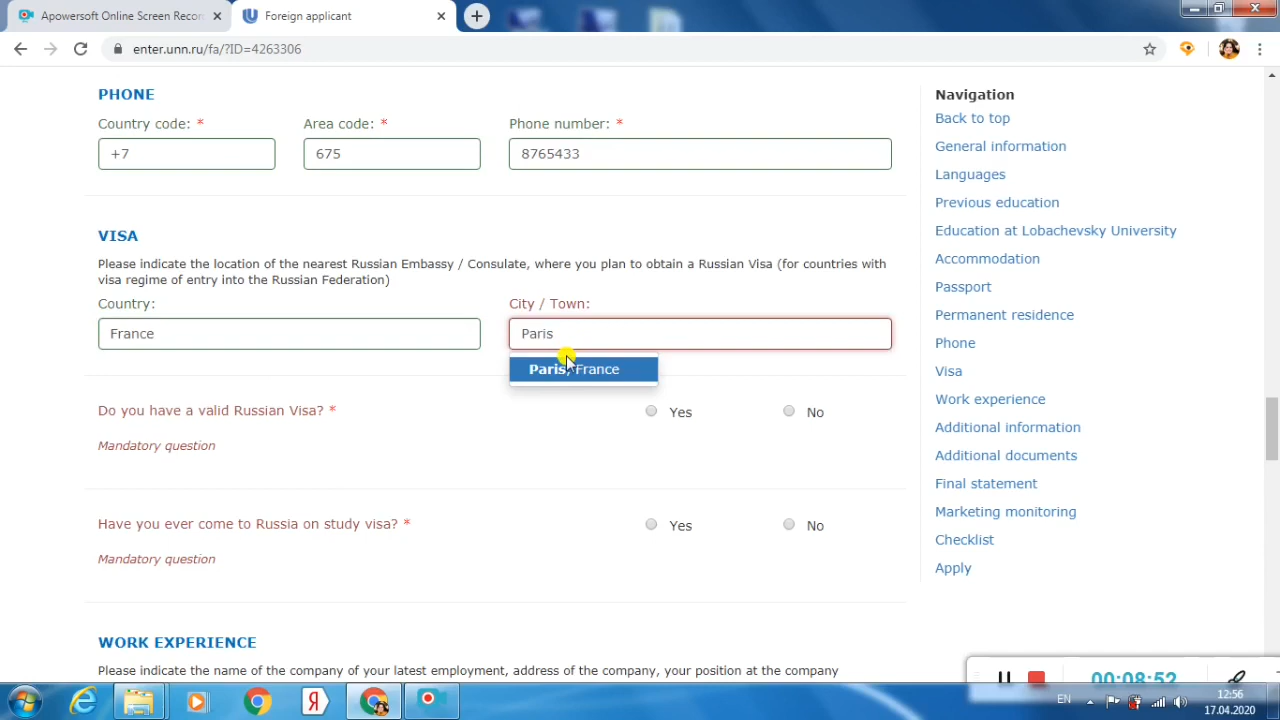 Apowersoft Online Screen Recor
Foreign applicant
enter.unn.ru/fa/?ID=4263306
PHONE
Country code: *
Area code: *
Phone number: *
+7
675
8765433
VISA
Please indicate the location of the nearest Russian Embassy / Consulate, where you plan to obtain a Russian Visa (for countries with
visa regime of entry into the Russian Federation)
Country:
City / Town:
France
Paris
Paris, France
Do you have a valid Russian Visa? *
Yes
No
Mandatory question
Have you ever come to Russia on study visa? *
Yes
No
Mandatory question
WORK EXPERIENCE
Please indicate the name of the company of your latest employment, address of the company, your position at the company
Navigation
Back to top
General information
Languages
Previous education
Education at Lobachevsky University
Accommodation
Passport
Permanent residence
Phone
Visa
Work experience
Additional information
Additional documents
Final statement
Marketing monitoring
Checklist
Apply
00:08:52
EN
12:56
17.04.2020